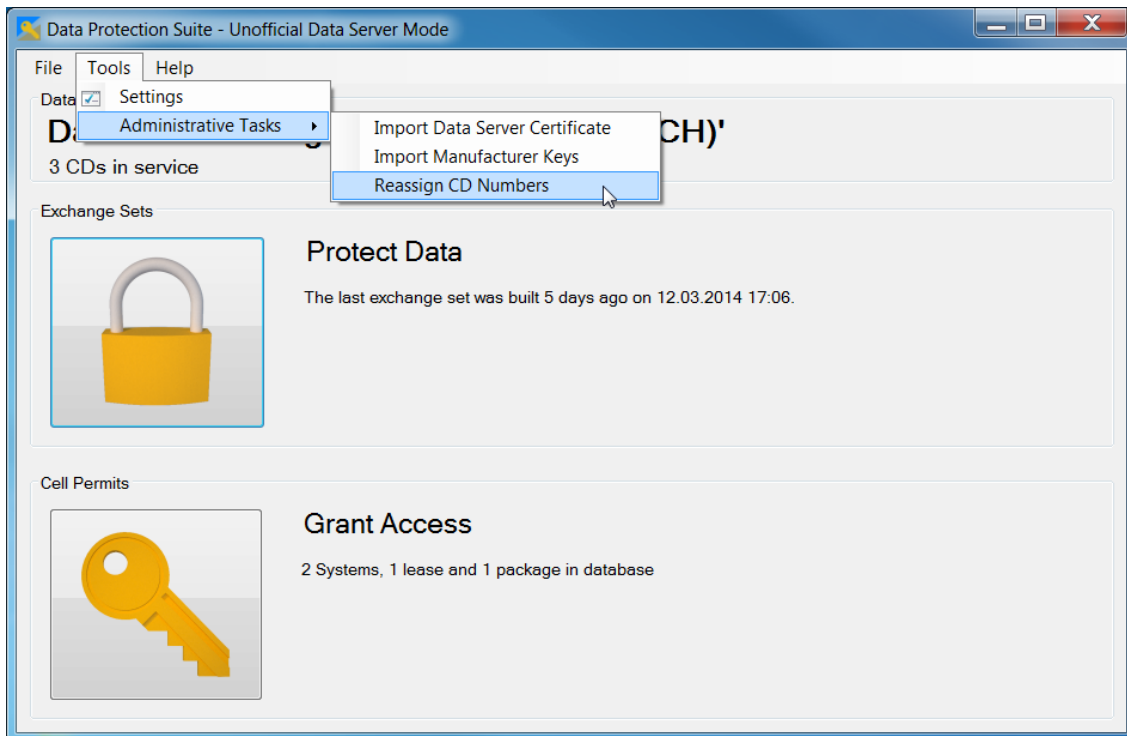 Data Protection Suite - Unofficial Data Server Mode
File Tools Help
Data
Settings
Administrative Tasks
Import Data Server Certificate
Import Manufacturer Keys
Reassign CD Numbers
CH)'
3 CDs in service
Exchange Sets
Protect Data
The last exchange set was built 5 days ago on 12.03.2014 17:06.
Cell Permits
Grant Access
2 Systems, 1 lease and 1 package in database